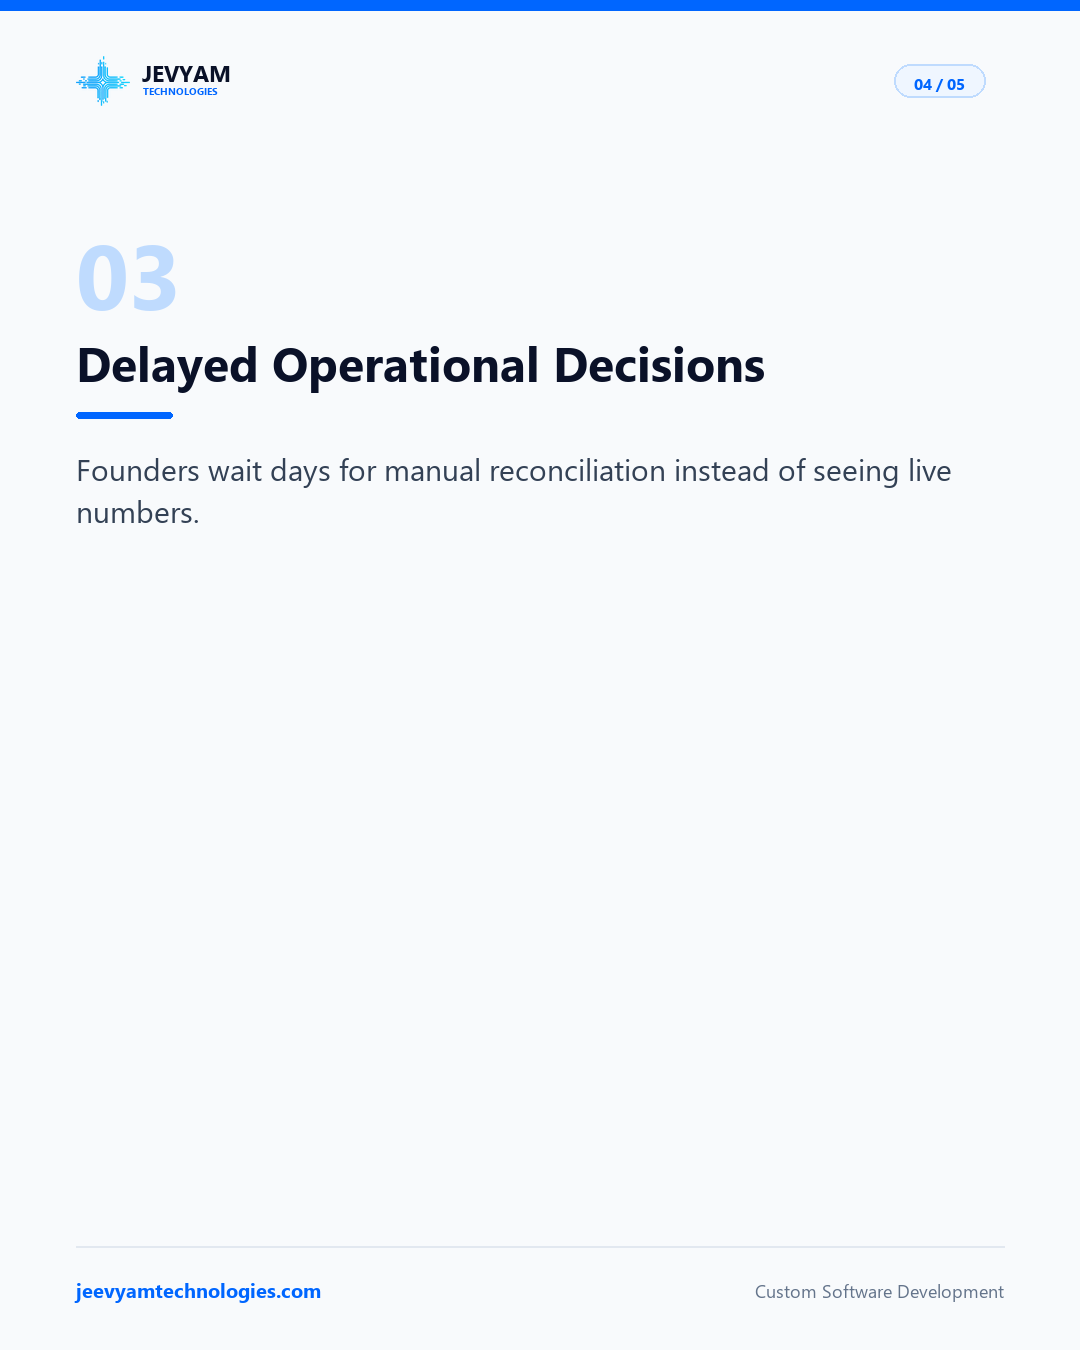 JEVYAM
TECHNOLOGIES
04 / 05
03
Delayed Operational Decisions
Founders wait days for manual reconciliation instead of seeing live
numbers.
jeevyamtechnologies.com
Custom Software Development